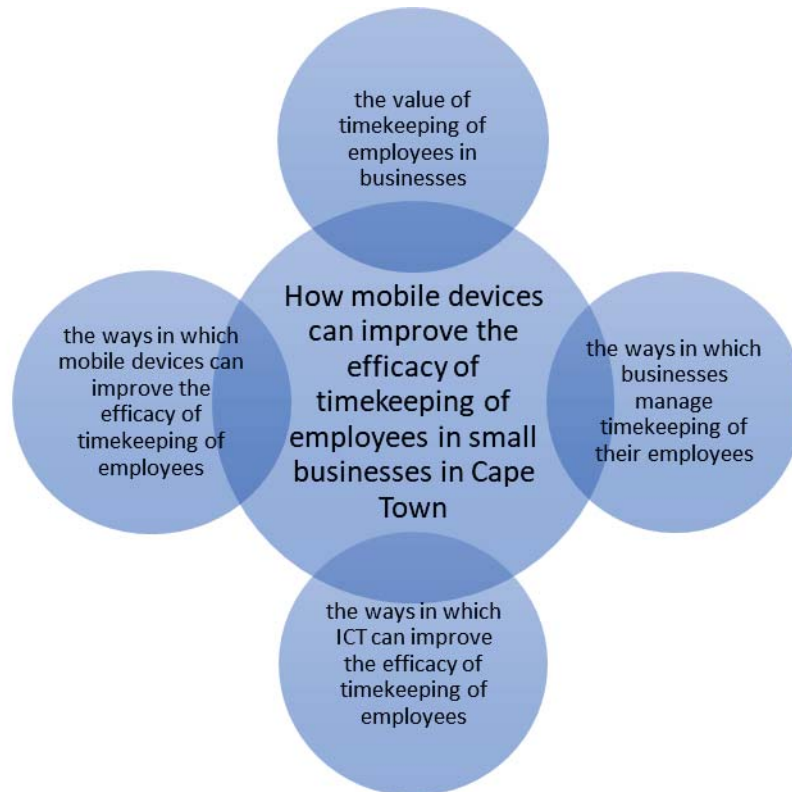 the value of
timekeeping of
employees in
businesses
How mobile devices
can improve the
efficacy of
timekeeping of
employees in small
businesses in Cape
Town
the ways in which
mobile devices can
improve the
efficacy of
timekeeping of
employees
the ways in which
businesses
manage
timekeeping of
their employees
the ways in which
ICT can improve
the efficacy of
timekeeping of
employees